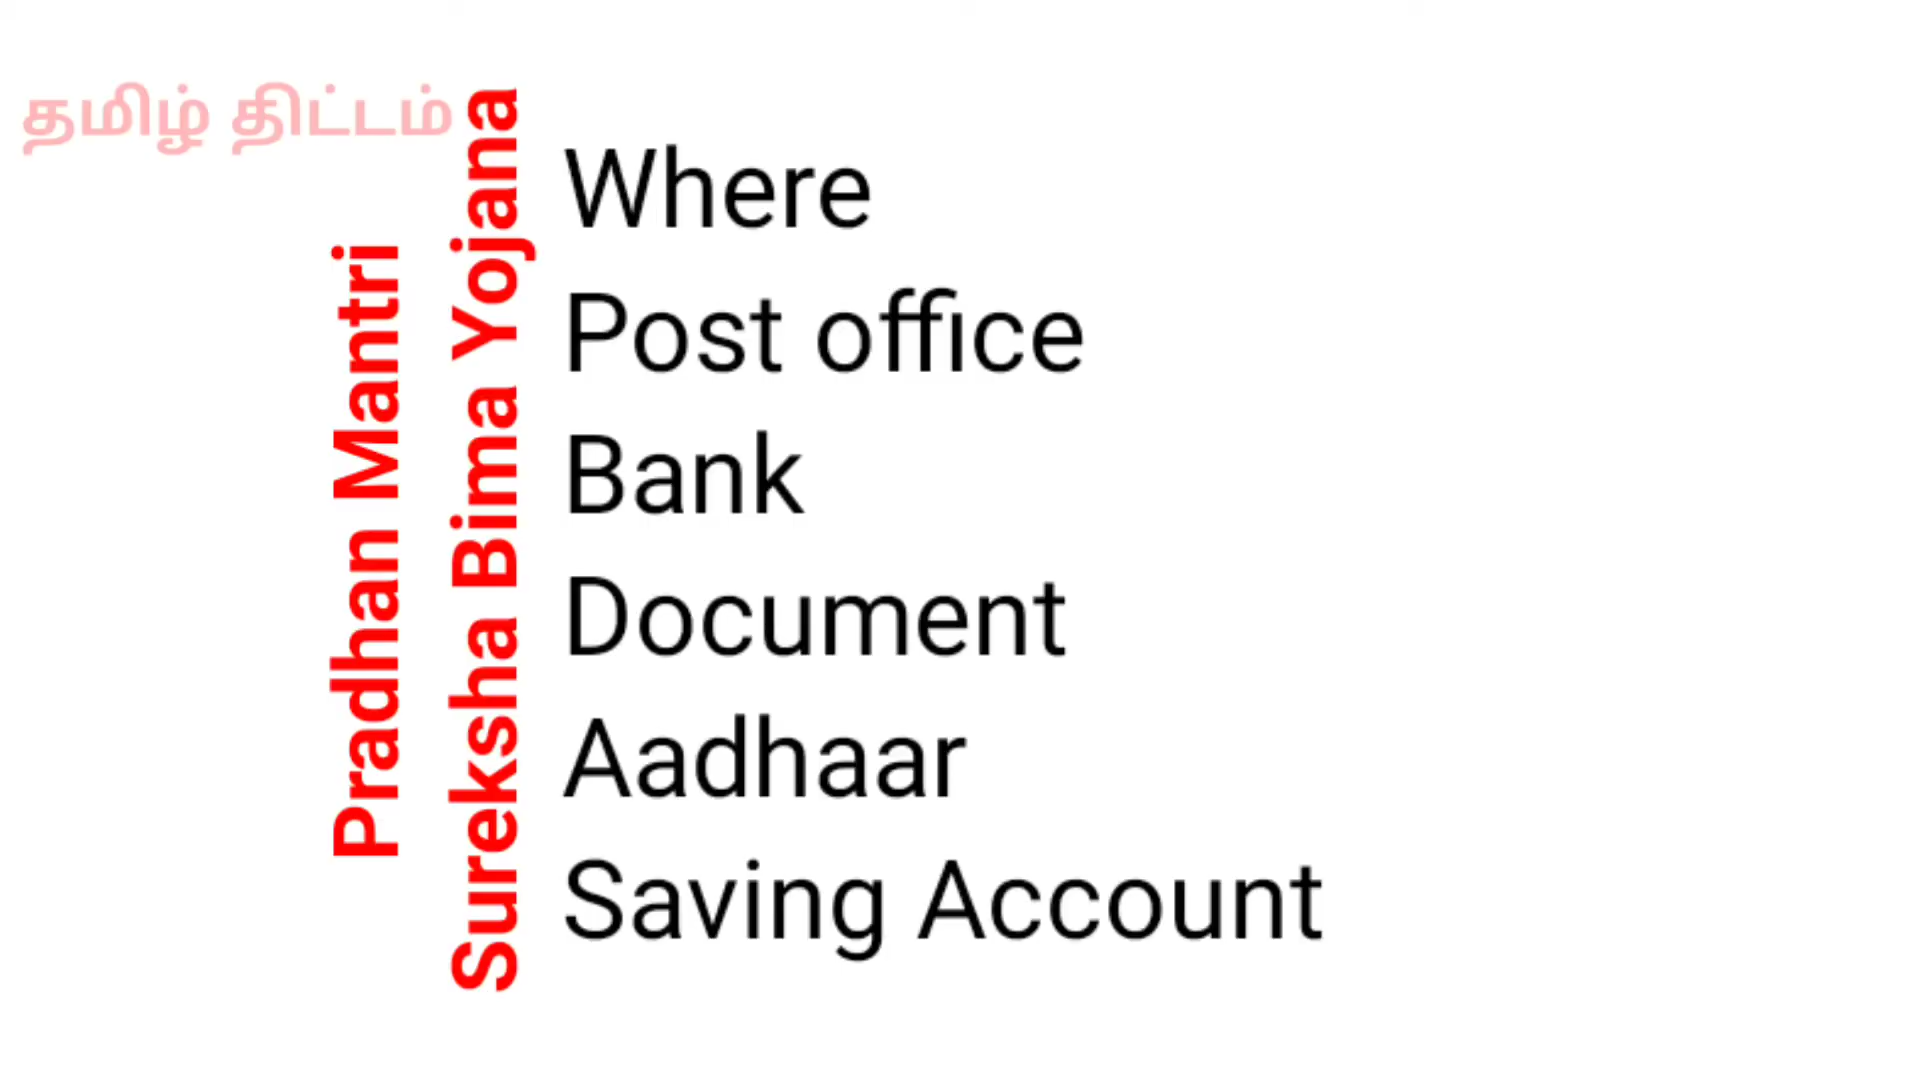 தமிழ் திட்டம்
Pradhan Mantri
Sureksha Bima Yojana
Where
Post office
Bank
Document
Aadhaar
Saving Account